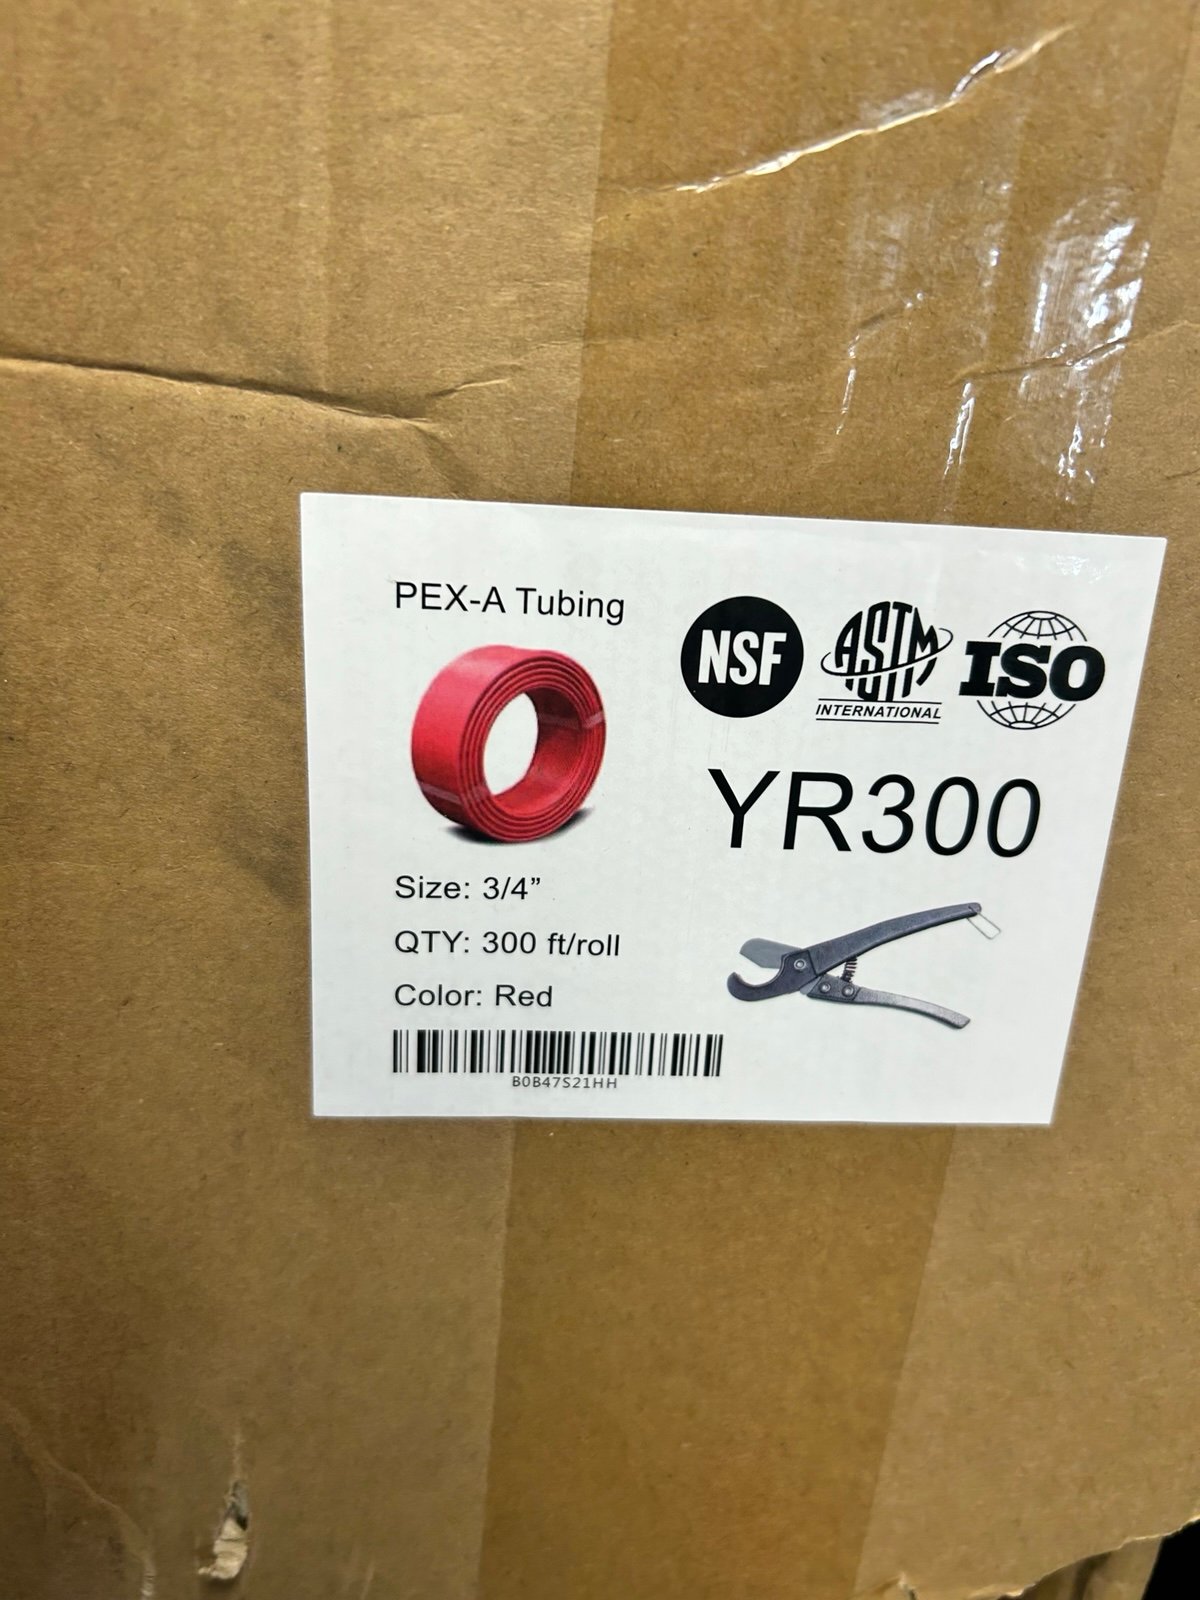 PEX-A Tubing
NSF
ASTM
INTERNATIONAL
ISO
YR300
Size: 3/4”
QTY: 300 ft/roll
Color: Red
B0B47S21HH